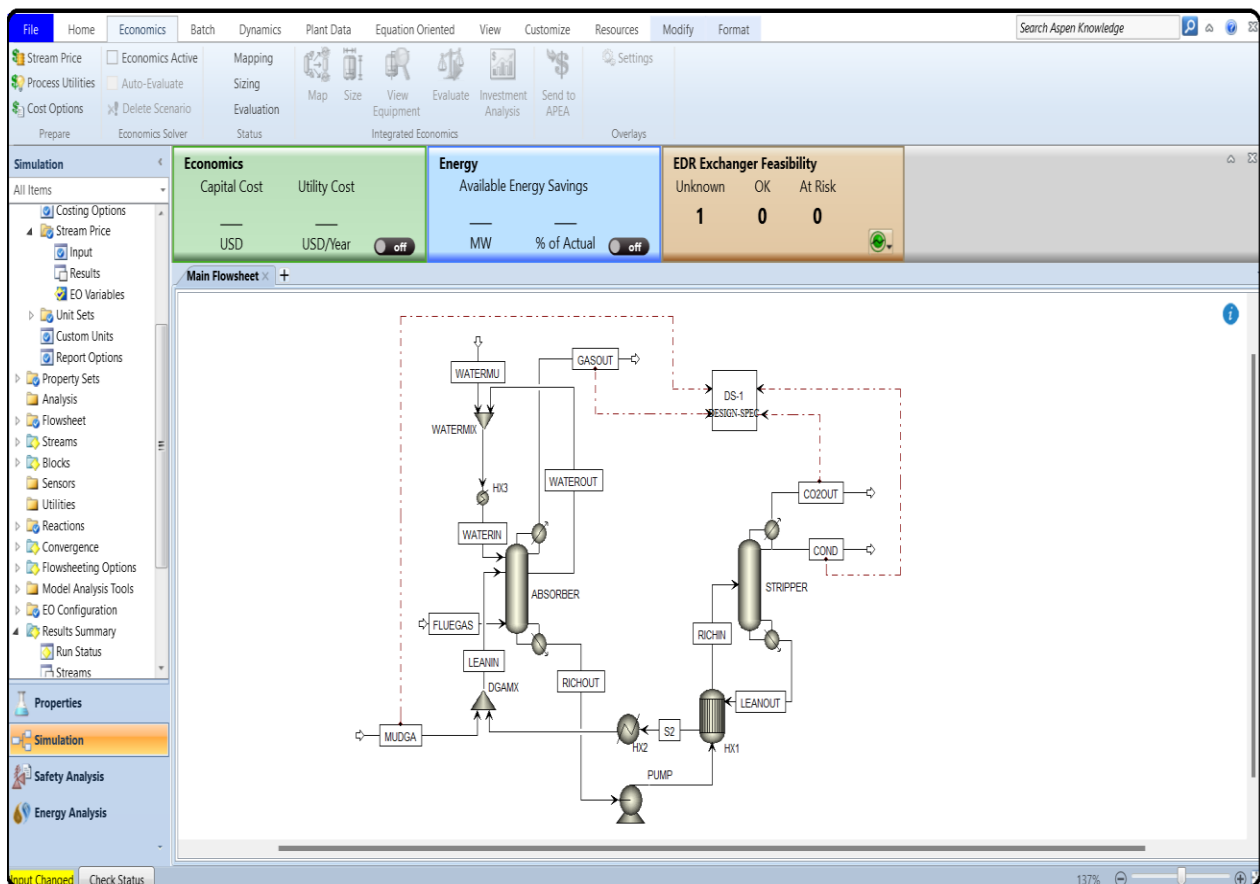 File Home Economics Batch Dynamics Plant Data Equation Oriented View Customize Resources Modify Format Search Aspen Knowledge
Stream Price Economics Active Mapping Settings
Process Utilities Auto-Evaluate Sizing
Map Size View Equipment Evaluate Investment Analysis Send to APEA
Cost Options Delete Scenario Evaluation
Prepare Economics Solver Status Integrated Economics Overlays
Simulation
All Items
Costing Options
Stream Price
Input
Results
EO Variables
Unit Sets
Custom Units
Report Options
Property Sets
Analysis
Flowsheet
Streams
Blocks
Sensors
Utilities
Reactions
Convergence
Flowsheeting Options
Model Analysis Tools
EO Configuration
Results Summary
Run Status
Streams
Properties
Simulation
Safety Analysis
Energy Analysis
Economics
Capital Cost Utility Cost
USD USD/Year off
Energy
Available Energy Savings
MW % of Actual off
EDR Exchanger Feasibility
Unknown OK At Risk
1 0 0
Main Flowsheet
GASOUT
WATERMU
DS-1
DESIGN-SPEC
WATERMIX
WATEROUT
HX3
CO2OUT
WATERIN
COND
ABSORBER
STRIPPER
FLUEGAS
RICHIN
LEANIN
RICHOUT
DGAMX
LEANOUT
MUDGA
S2
HX2
HX1
PUMP
Input Changed Check Status 137%